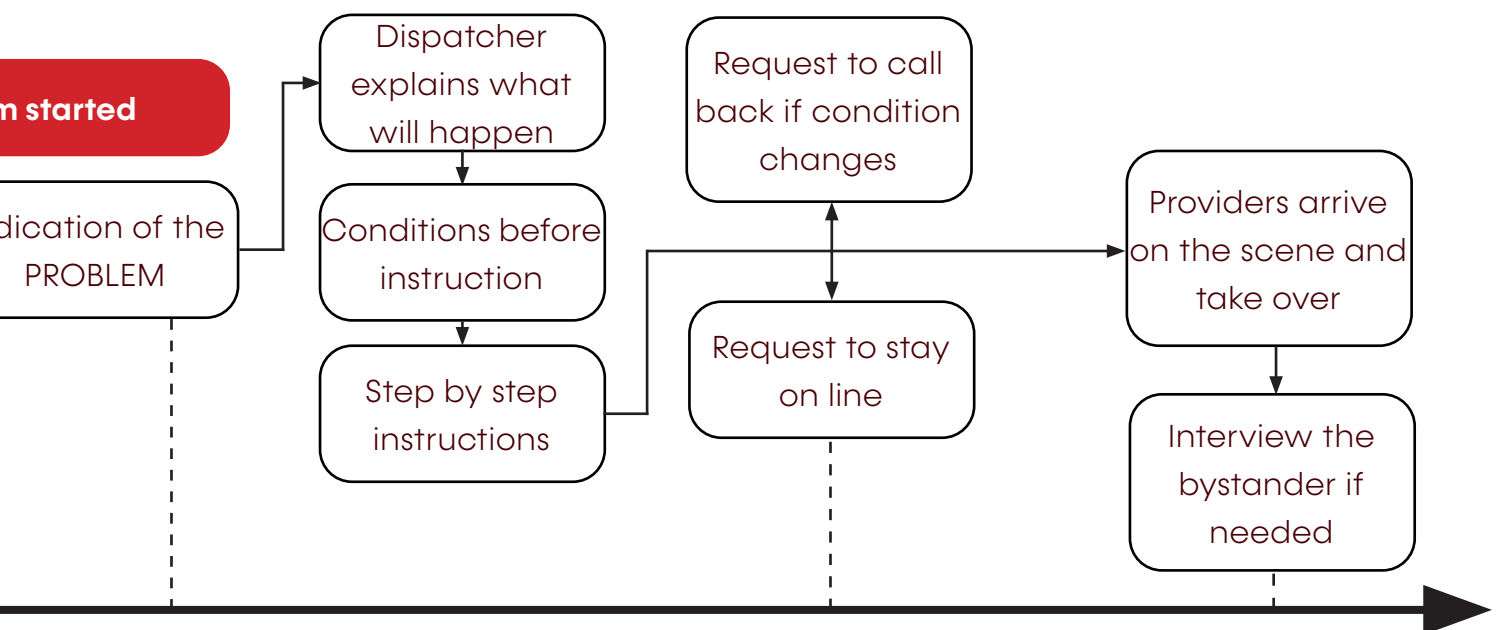 m started
dication of the
PROBLEM
Dispatcher
explains what
will happen
Conditions before
instruction
Step by step
instructions
Request to call
back if condition
changes
Request to stay
on line
Providers arrive
on the scene and
take over
Interview the
bystander if
needed